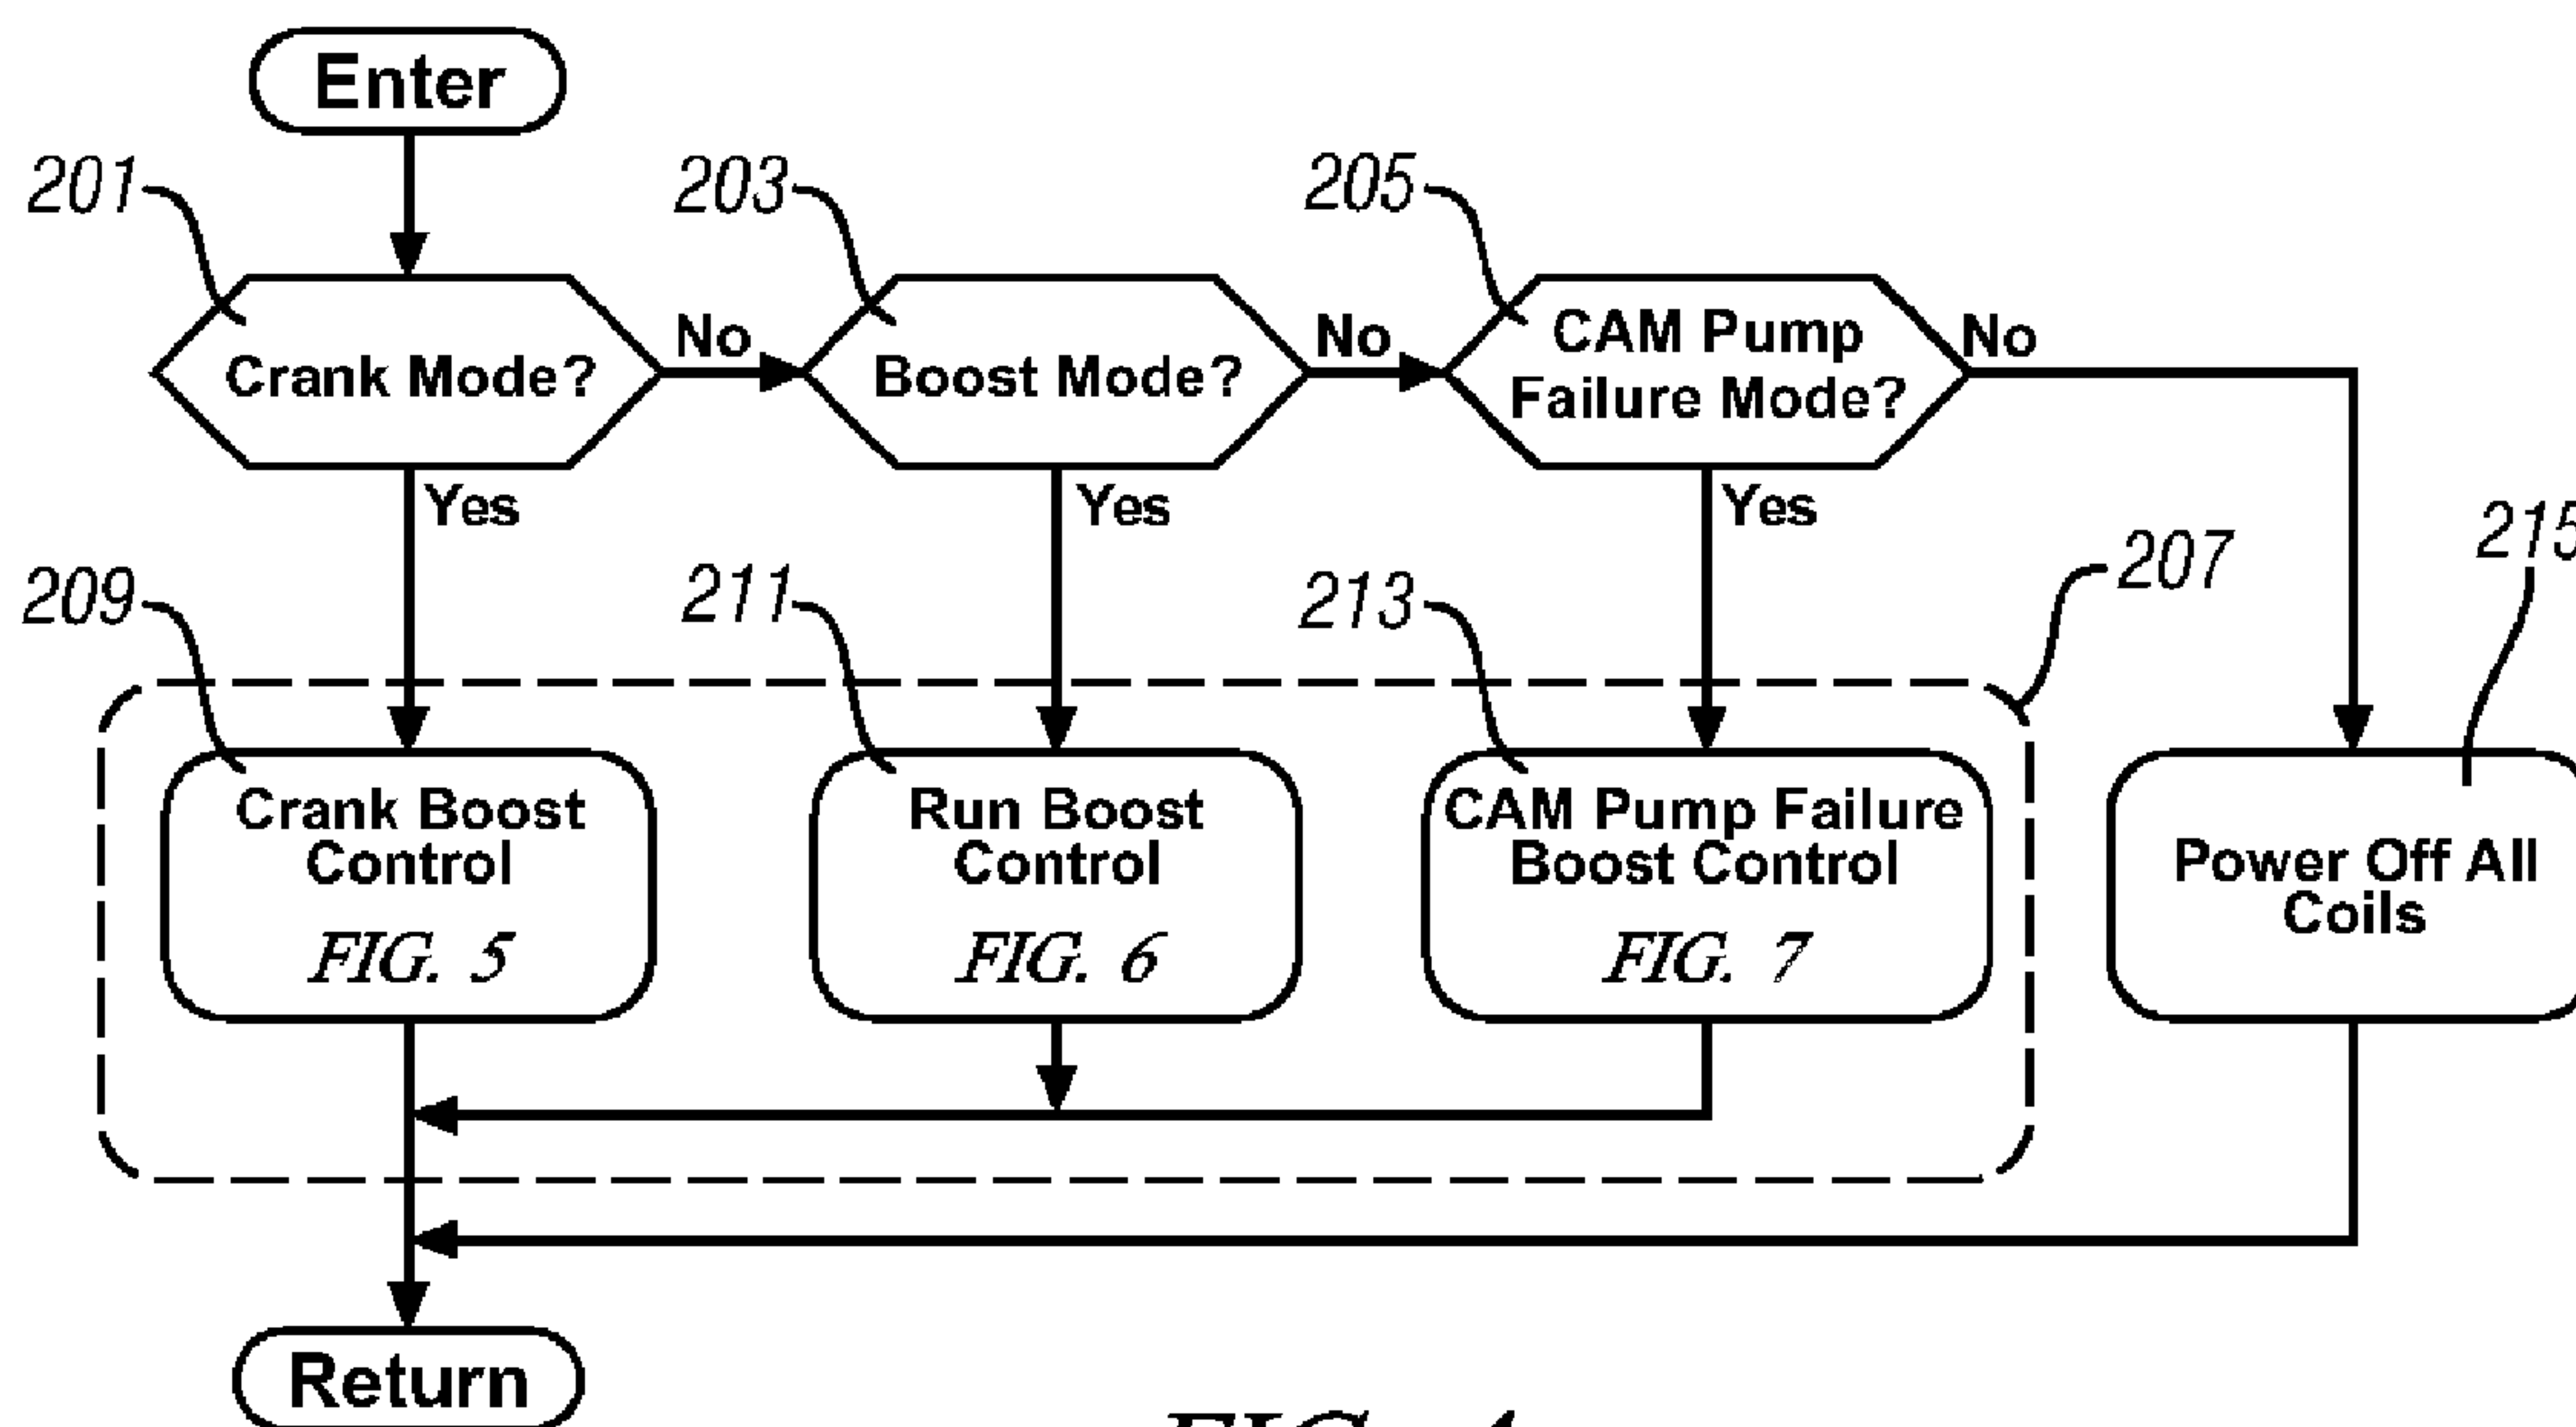 Enter
201
203
205
Crank Mode?
No
Boost Mode?
No
CAM Pump
Failure Mode?
No
Yes
Yes
Yes
207
215
209
211
213
Crank Boost
Control
FIG. 5
Run Boost
Control
FIG. 6
CAM Pump Failure
Boost Control
FIG. 7
Power Off All
Coils
Return